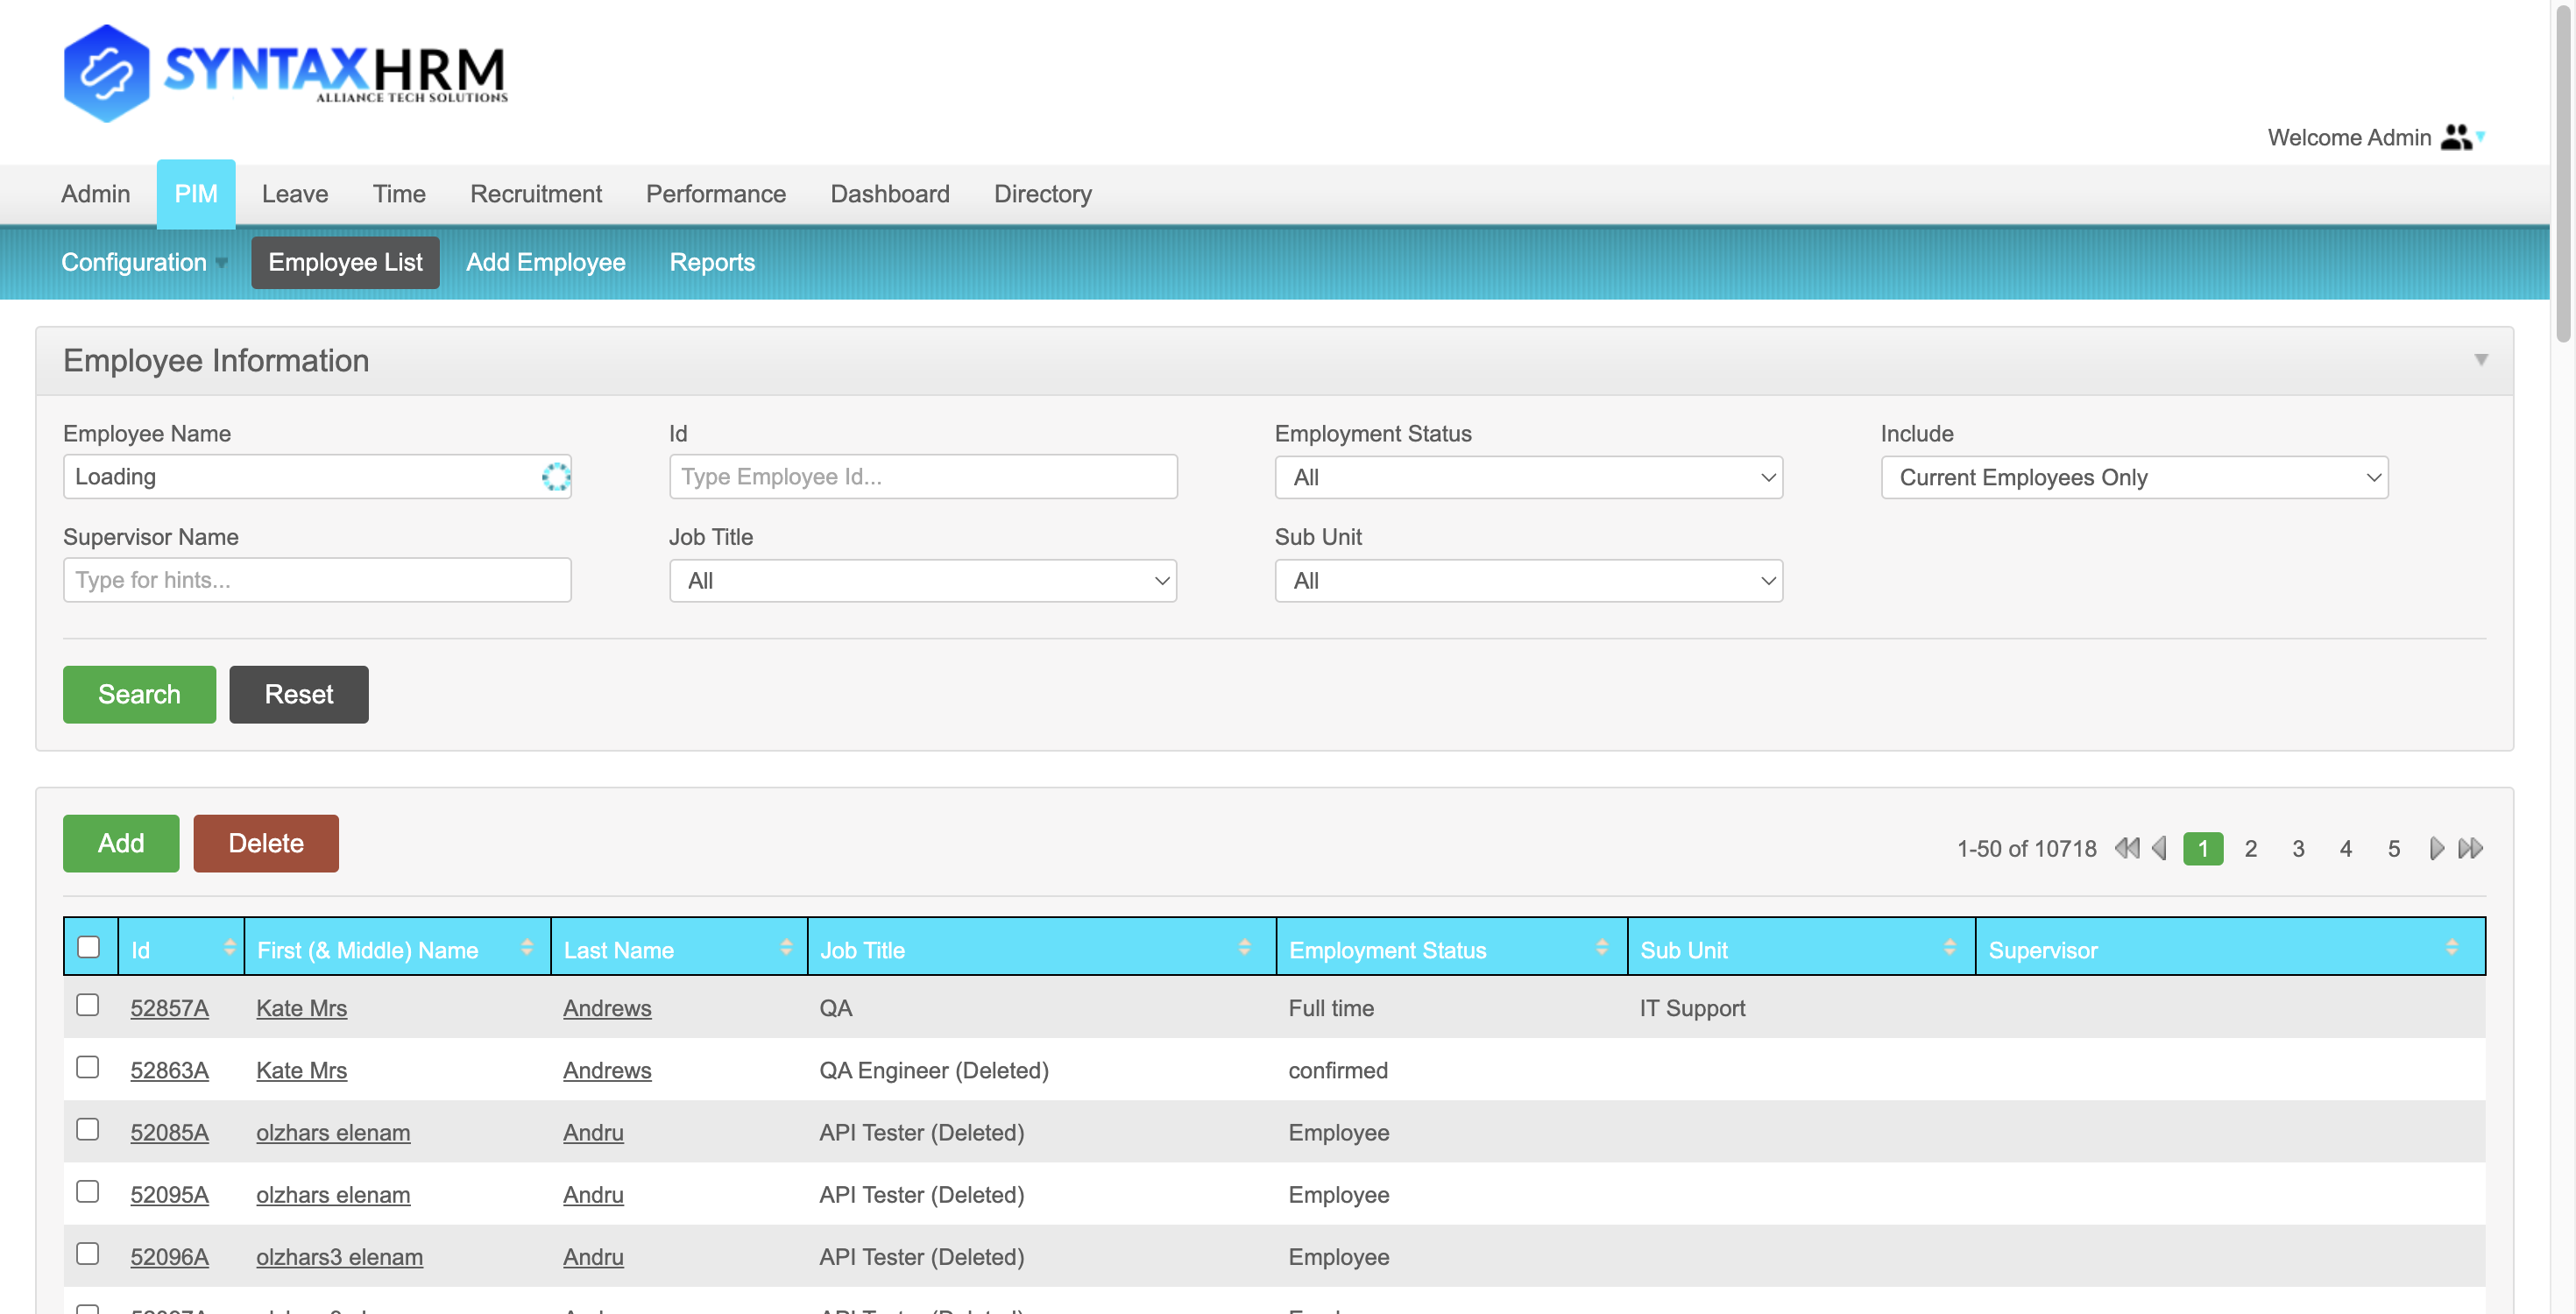 SYNTAXHRM
ALLIANCE TECH SOLUTIONS
Welcome Admin
Admin PIM Leave Time Recruitment Performance Dashboard Directory
Configuration Employee List Add Employee Reports
Employee Information
Employee Name Id Employment Status Include
Loading Type Employee Id... All Current Employees Only
Supervisor Name Job Title Sub Unit
Type for hints... All All
Search Reset
Add Delete 1-50 of 10718 1 2 3 4 5
Id First (& Middle) Name Last Name Job Title Employment Status Sub Unit Supervisor
52857A Kate Mrs Andrews QA Full time IT Support
52863A Kate Mrs Andrews QA Engineer (Deleted) confirmed
52085A olzhars elenam Andru API Tester (Deleted) Employee
52095A olzhars elenam Andru API Tester (Deleted) Employee
52096A olzhars3 elenam Andru API Tester (Deleted) Employee